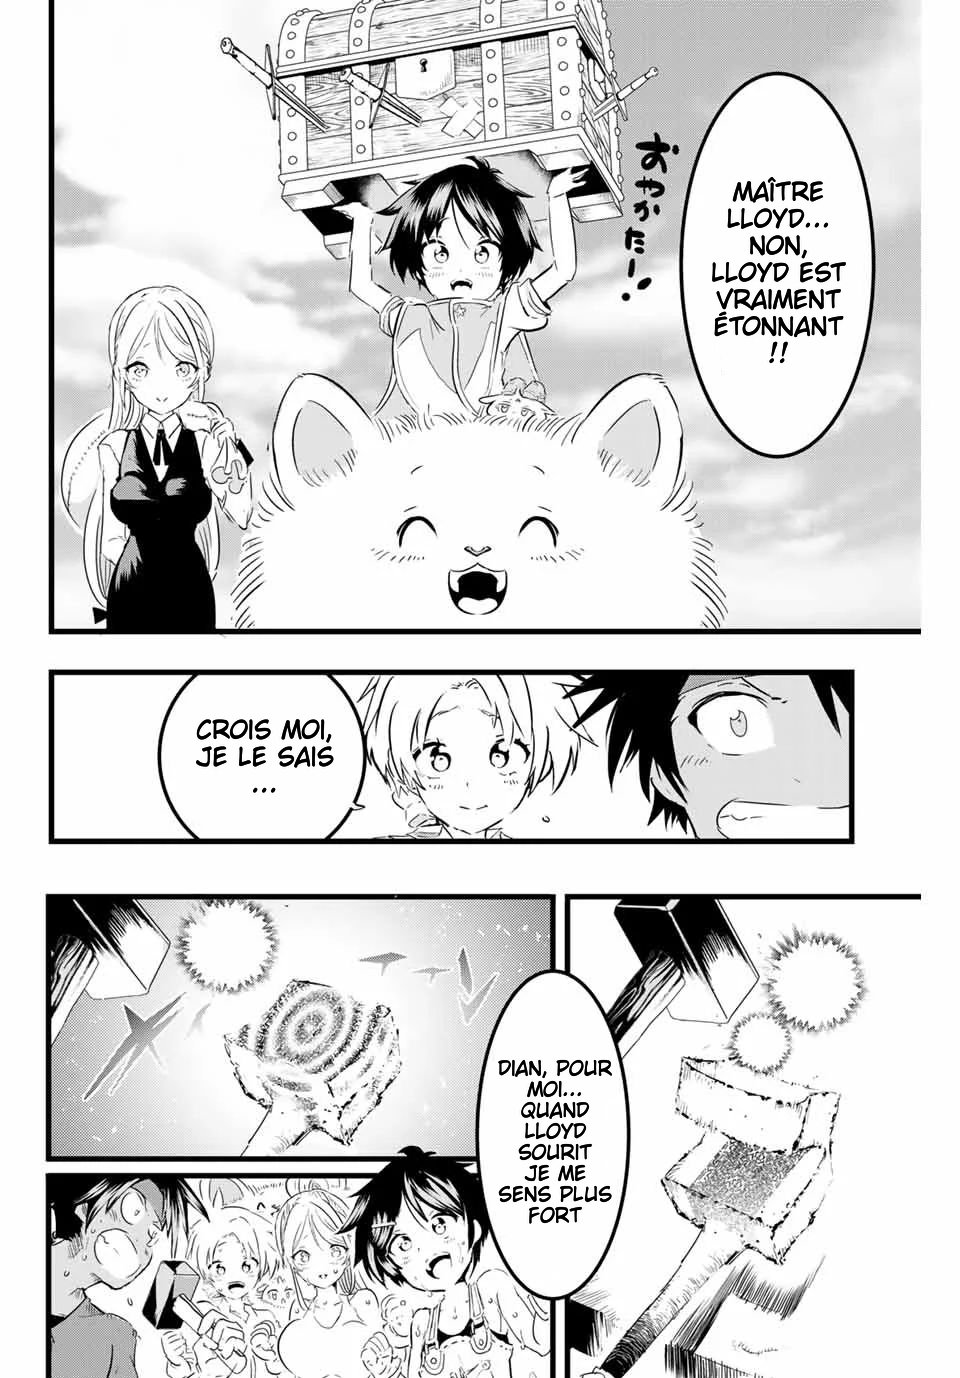 おやかたー!
MAÎTRE
LLOYD...
NON,
LLOYD EST
VRAIMENT
ÉTONNANT
!!
CROIS MOI,
JE LE SAIS
...
DIAN, POUR
MOI...
QUAND
LLOYD
SOURIT
JE ME
SENS PLUS
FORT